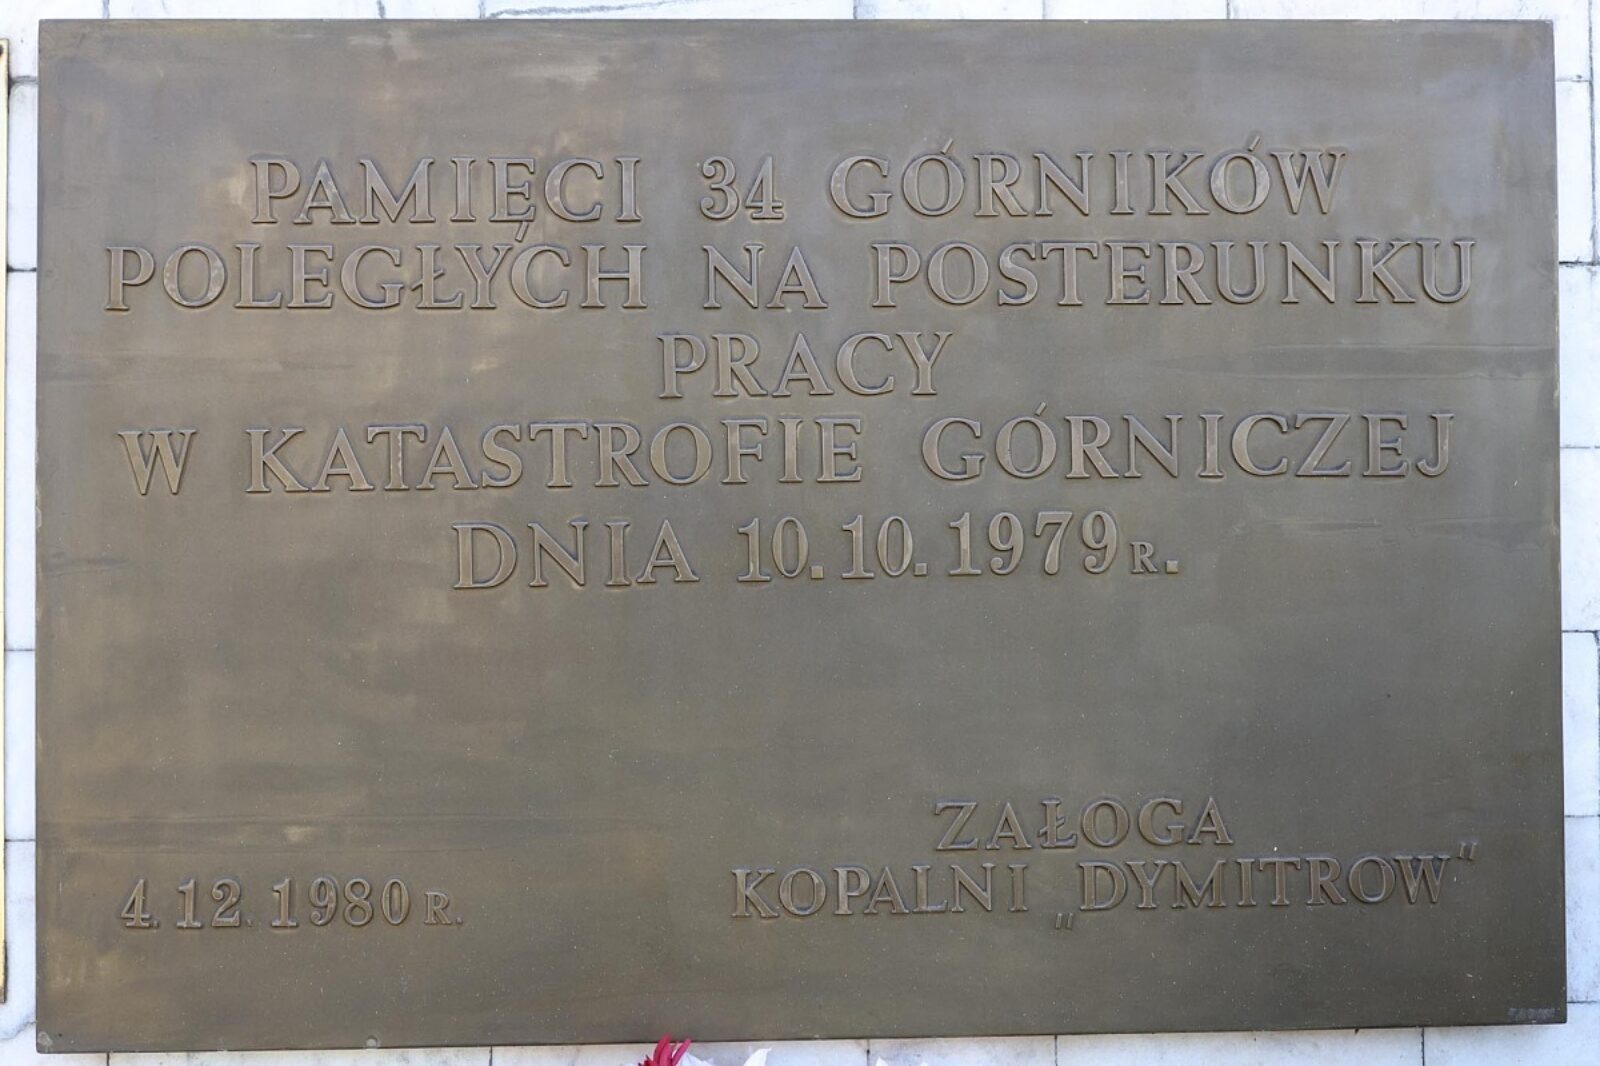 PAMIĘCI 34 GÓRNIKÓW
POLEGŁYCH NA POSTERUNKU
PRACY
W KATASTROFIE GÓRNICZEJ
DNIA 10.10.1979 R.
ZAŁOGA
4.12.1980 R. KOPALNI „DYMITROW"